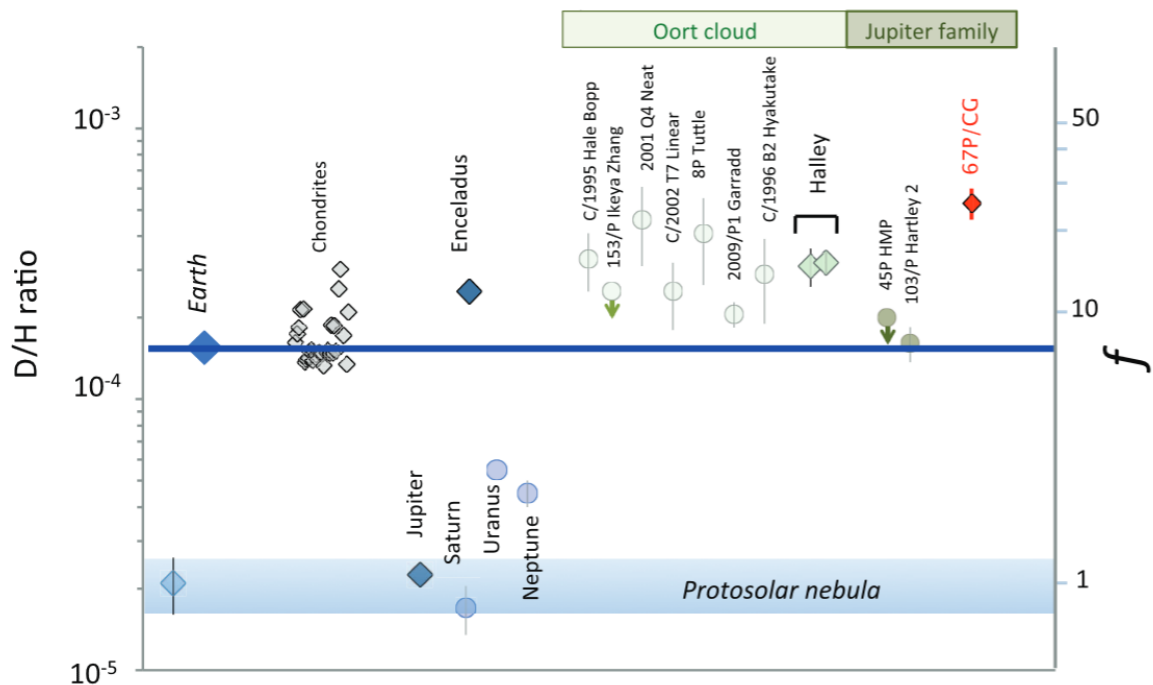 Oort cloud
Jupiter family
D/H ratio
10-3
10-4
10-5
Earth
Chondrites
Enceladus
C/1995 Hale Bopp
153/P Ikeya Zhang
2001 Q4 Neat
C/2002 T7 Linear
8P Tuttle
2009/P1 Garradd
C/1996 B2 Hyakutake
Halley
45P HMP
103/P Hartley 2
67P/CG
50
10
1
f
Jupiter
Saturn
Uranus
Neptune
Protosolar nebula